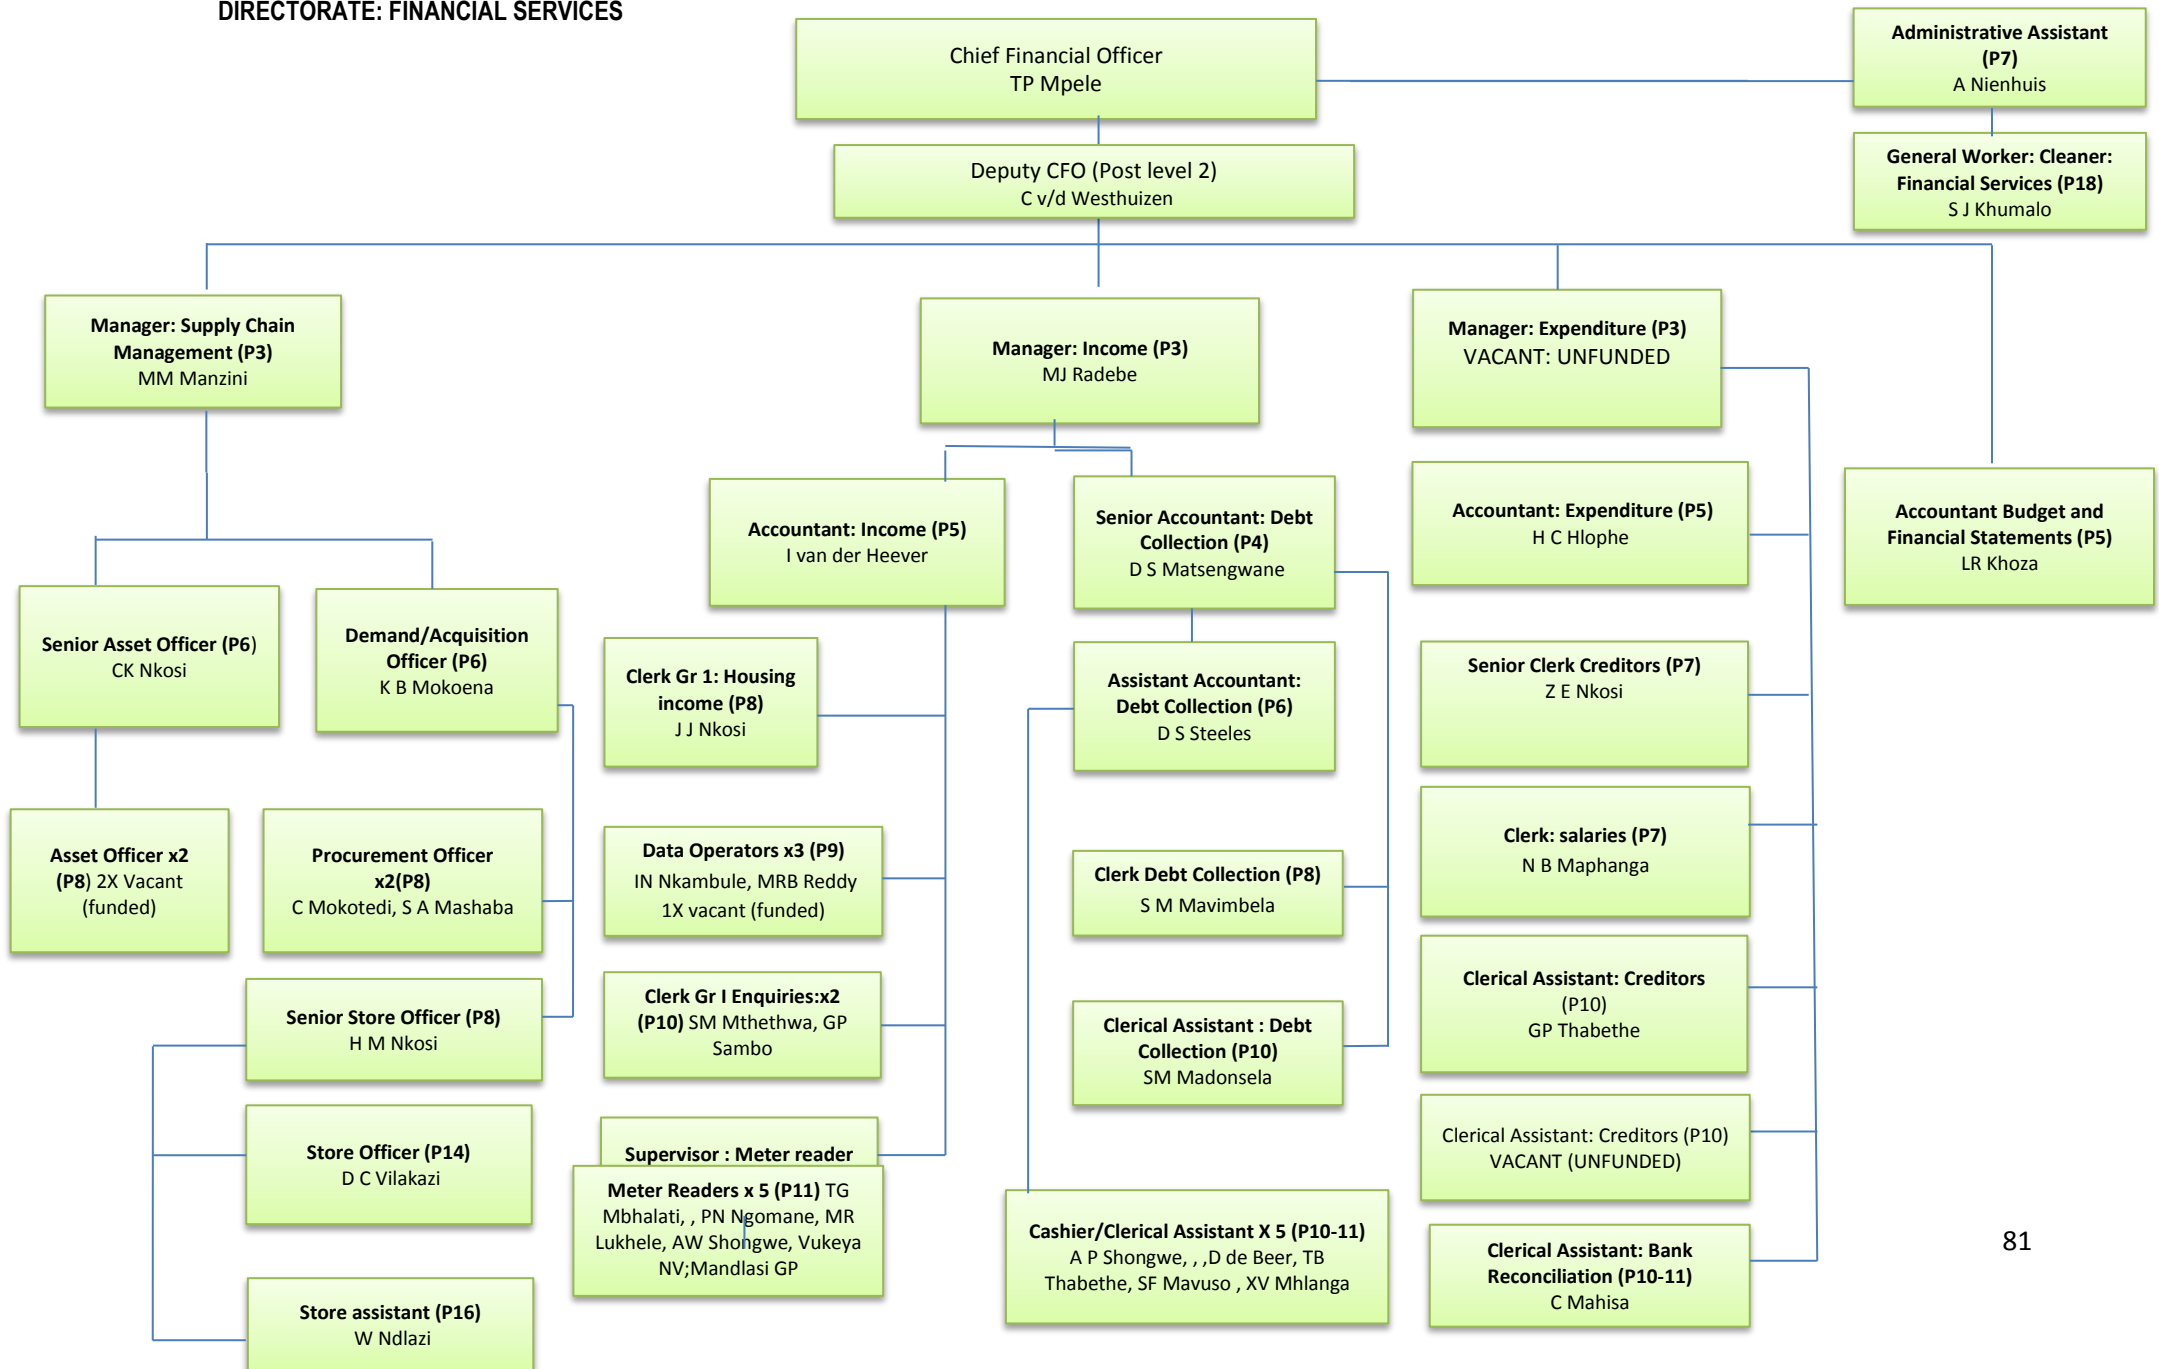 DIRECTORATE: FINANCIAL SERVICES
Chief Financial Officer
TP Mpele
Administrative Assistant
(P7)
A Nienhuis
General Worker: Cleaner:
Financial Services (P18)
S J Khumalo
Deputy CFO (Post level 2)
C v/d Westhuizen
Manager: Supply Chain
Management (P3)
MM Manzini
Manager: Income (P3)
MJ Radebe
Manager: Expenditure (P3)
VACANT: UNFUNDED
Accountant Budget and
Financial Statements (P5)
LR Khoza
Senior Asset Officer (P6)
CK Nkosi
Demand/Acquisition
Officer (P6)
K B Mokoena
Asset Officer x2
(P8) 2X Vacant
(funded)
Procurement Officer
x2(P8)
C Mokotedi, S A Mashaba
Senior Store Officer (P8)
H M Nkosi
Store Officer (P14)
D C Vilakazi
Store assistant (P16)
W Ndlazi
Accountant: Income (P5)
I van der Heever
Clerk Gr 1: Housing
income (P8)
J J Nkosi
Data Operators x3 (P9)
IN Nkambule, MRB Reddy
1X vacant (funded)
Clerk Gr I Enquiries:x2
(P10) SM Mthethwa, GP
Sambo
Supervisor : Meter reader
Meter Readers x 5 (P11) TG
Mbhalati, , PN Ngomane, MR
Lukhele, AW Shongwe, Vukeya
NV;Mandlasi GP
Senior Accountant: Debt
Collection (P4)
D S Matsengwane
Assistant Accountant:
Debt Collection (P6)
D S Steeles
Clerk Debt Collection (P8)
S M Mavimbela
Clerical Assistant : Debt
Collection (P10)
SM Madonsela
Cashier/Clerical Assistant X 5 (P10-11)
A P Shongwe, , ,D de Beer, TB
Thabethe, SF Mavuso , XV Mhlanga
Accountant: Expenditure (P5)
H C Hlophe
Senior Clerk Creditors (P7)
Z E Nkosi
Clerk: salaries (P7)
N B Maphanga
Clerical Assistant: Creditors
(P10)
GP Thabethe
Clerical Assistant: Creditors (P10)
VACANT (UNFUNDED)
Clerical Assistant: Bank
Reconciliation (P10-11)
C Mahisa
81